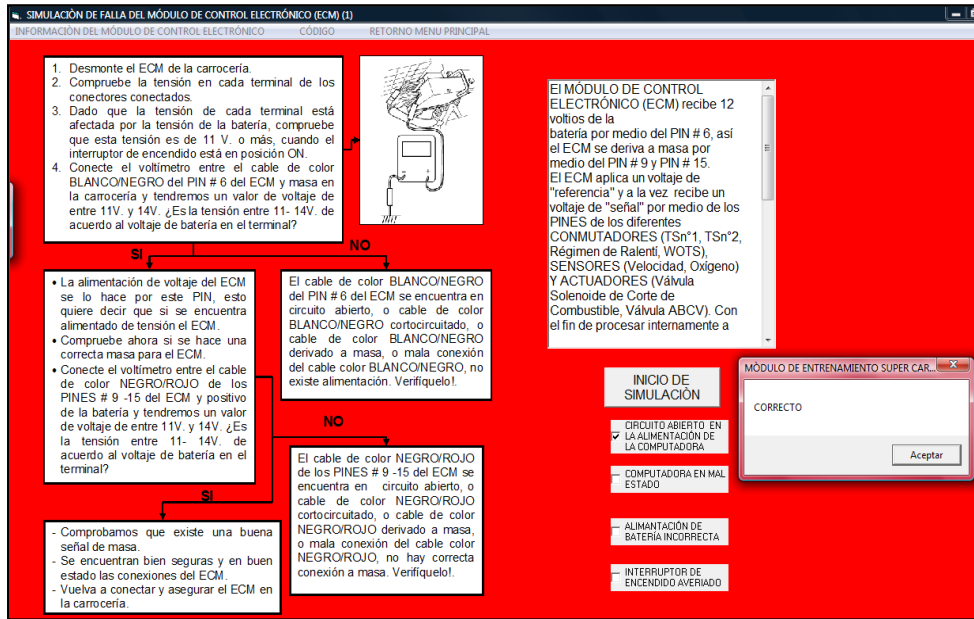 SIMULACIÒN DE FALLA DEL MÓDULO DE CONTROL ELECTRÓNICO (ECM) (1)
INFORMACIÓN DEL MÓDULO DE CONTROL ELECTRÓNICO CÓDIGO RETORNO MENU PRINCIPAL
1. Desmonte el ECM de la carrocería.
2. Compruebe la tensión en cada terminal de los
conectores conectados.
3. Dado que la tensión de cada terminal está
afectada por la tensión de la batería, compruebe
que esta tensión es de 11 V. o más, cuando el
interruptor de encendido está en posición ON.
4. Conecte el voltímetro entre el cable de color
BLANCO/NEGRO del PIN # 6 del ECM y masa en
la carrocería y tendremos un valor de voltaje de
entre 11V. y 14V. ¿Es la tensión entre 11- 14V. de
acuerdo al voltaje de batería en el terminal?
SI
NO
• La alimentación de voltaje del ECM
se lo hace por este PIN, esto
quiere decir que si se encuentra
alimentado de tensión el ECM.
• Compruebe ahora si se hace una
correcta masa para el ECM.
• Conecte el voltímetro entre el cable
de color NEGRO/ROJO de los
PINES # 9 -15 del ECM y positivo
de la batería y tendremos un valor
de voltaje de entre 11V. y 14V. ¿Es
la tensión entre 11- 14V. de
acuerdo al voltaje de batería en el
terminal?
El cable de color BLANCO/NEGRO
del PIN # 6 del ECM se encuentra en
circuito abierto, o cable de color
BLANCO/NEGRO cortocircuitado, o
cable de color BLANCO/NEGRO
derivado a masa, o mala conexión
del cable color BLANCO/NEGRO, no
existe alimentación. Verifíquelo!.
NO
SI
El cable de color NEGRO/ROJO
de los PINES # 9 -15 del ECM se
encuentra en circuito abierto, o
cable de color NEGRO/ROJO
cortocircuitado, o cable de color
NEGRO/ROJO derivado a masa,
o mala conexión del cable color
NEGRO/ROJO, no hay correcta
conexión a masa. Verifíquelo!.
- Comprobamos que existe una buena
señal de masa.
- Se encuentran bien seguras y en buen
estado las conexiones del ECM.
- Vuelva a conectar y asegurar el ECM en
la carrocería.
El MÓDULO DE CONTROL
ELECTRÓNICO (ECM) recibe 12
voltios de la
batería por medio del PIN # 6, así
el ECM se deriva a masa por
medio del PIN # 9 y PIN # 15.
El ECM aplica un voltaje de
"referencia" y a la vez recibe un
voltaje de "señal" por medio de los
PINES de los diferentes
CONMUTADORES (TSn°1, TSn°2,
Régimen de Ralentí, WOTS),
SENSORES (Velocidad, Oxígeno)
Y ACTUADORES (Válvula
Solenoide de Corte de
Combustible, Válvula ABCV). Con
el fin de procesar internamente a
INICIO DE
SIMULACIÒN
CIRCUITO ABIERTO EN
LA ALIMENTACIÓN DE
LA COMPUTADORA
COMPUTADORA EN MAL
ESTADO
ALIMANTACIÓN DE
BATERÍA INCORRECTA
INTERRUPTOR DE
ENCENDIDO AVERIADO
MÒDULO DE ENTRENAMIENTO SUPER CAR...
CORRECTO
Aceptar